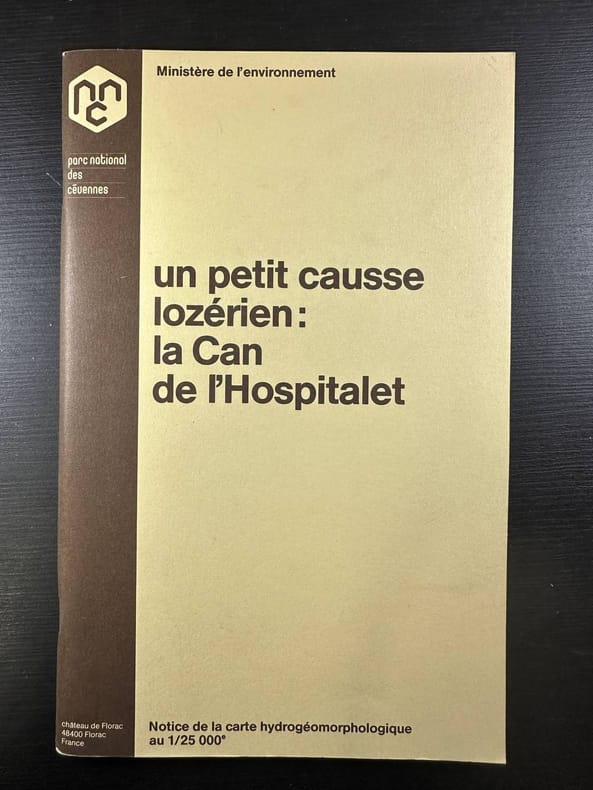 Ministère de l'environnement
pnc
parc national
des
cévennes
un petit causse
lozérien :
la Can
de l'Hospitalet
château de Florac
48400 Florac
France
Notice de la carte hydrogéomorphologique
au 1/25 000ᵉ